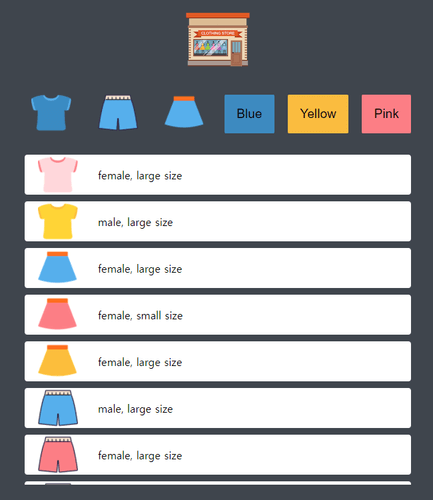 CLOTHING STORE
Blue
Yellow
Pink
female, large size
male, large size
female, large size
female, small size
female, large size
male, large size
female, large size